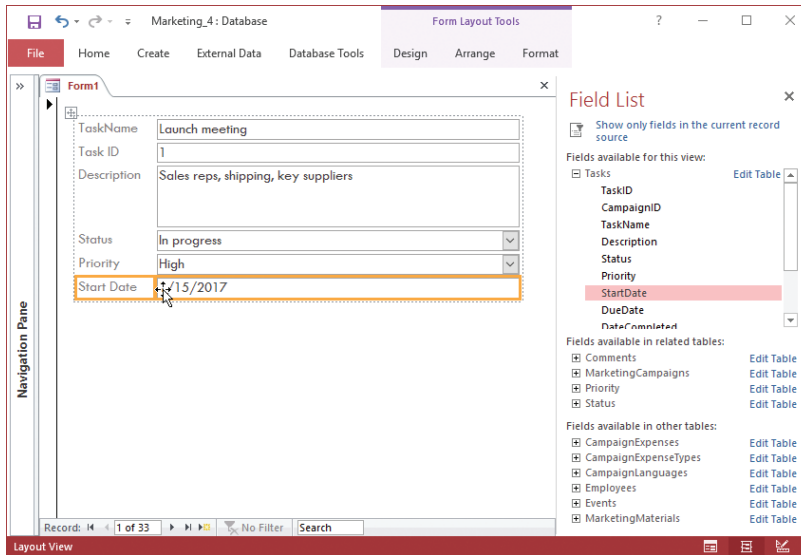 Marketing_4 : Database
Form Layout Tools
?
File Home Create External Data Database Tools Design Arrange Format
Form1
TaskName Launch meeting
Task ID 1
Description Sales reps, shipping, key suppliers
Status In progress
Priority High
Start Date /15/2017
Navigation Pane
Record: 1 of 33 No Filter Search
Field List
Show only fields in the current record
source
Fields available for this view:
Tasks Edit Table
TaskID
CampaignID
TaskName
Description
Status
Priority
StartDate
DueDate
DateCompleted
Fields available in related tables:
Comments Edit Table
MarketingCampaigns Edit Table
Priority Edit Table
Status Edit Table
Fields available in other tables:
CampaignExpenses Edit Table
CampaignExpenseTypes Edit Table
CampaignLanguages Edit Table
Employees Edit Table
Events Edit Table
MarketingMaterials Edit Table
Layout View